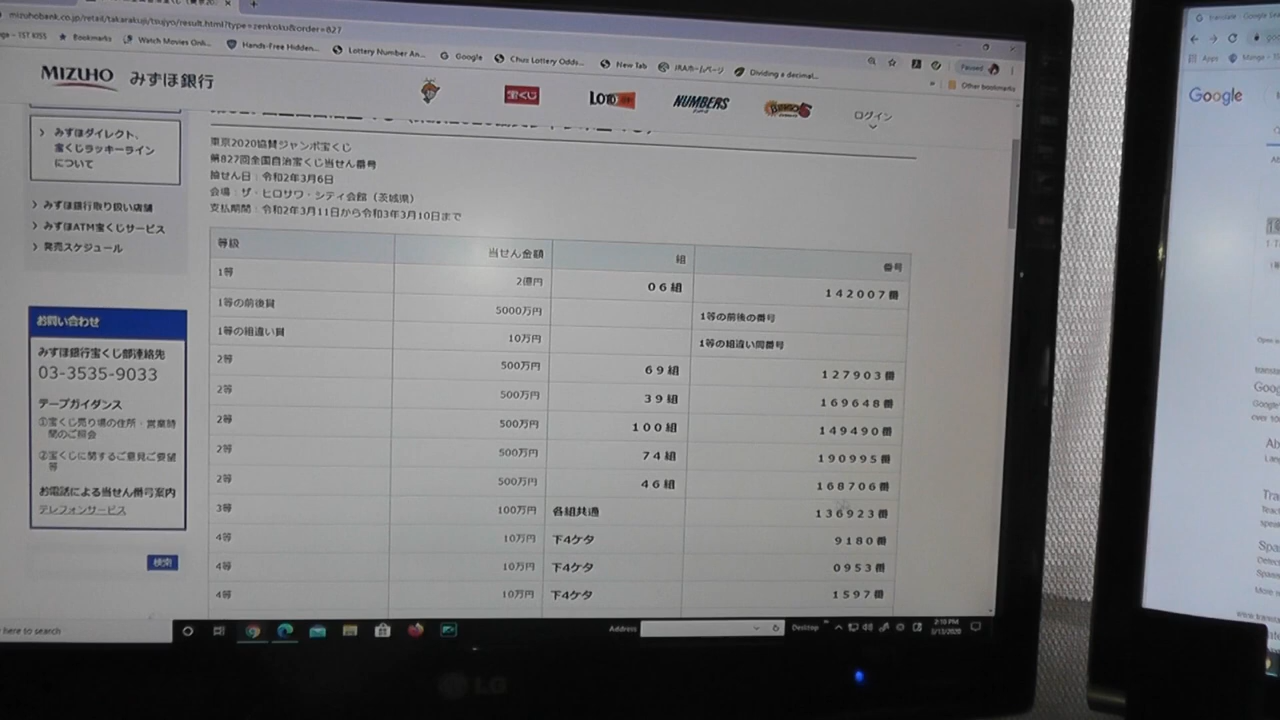 mizuhobank.co.jp/retail/takarakuji/tsujyo/result.html?type=zenkoku&order=827
Bookmarks
Watch Movies Onli...
Hands-Free Hidden...
Lottery Number An...
Google
Chus Lottery Odds...
New Tab
JRAホームページ
Dividing a decimal...
Paused
Other bookmarks
MIZUHO みずほ銀行
宝くじ
LOTO
NUMBERS
ログイン
みずほダイレクト、
宝くじラッキーライン
について
みずほ銀行取り扱い店舗
みずほATM宝くじサービス
発売スケジュール
お問い合わせ
みずほ銀行宝くじ部連絡先
03-3535-9033
テープガイダンス
①宝くじ売り場の住所・営業時
間のご照会
②宝くじに関するご意見ご要望
等
お電話による当せん番号案内
テレフォンサービス
検索
東京2020協賛ジャンボ宝くじ
第827回全国自治宝くじ当せん番号
抽せん日：令和2年3月6日
会場：ザ・ヒロサワ・シティ会館（茨城県）
支払期間：令和2年3月11日から令和3年3月10日まで
等級 当せん金額 組 番号
1等 2億円 06組 142007番
1等の前後賞 5000万円 1等の前後の番号
1等の組違い賞 10万円 1等の組違い同番号
2等 500万円 69組 127903番
2等 500万円 39組 169648番
2等 500万円 100組 149490番
2等 500万円 74組 190995番
2等 500万円 46組 168706番
3等 100万円 各組共通 136923番
4等 10万円 下4ケタ 9180番
4等 10万円 下4ケタ 0953番
4等 10万円 下4ケタ 1597番
here to search
Address
Desktop
2:10 PM
3/13/2020
LG
Google
Apps